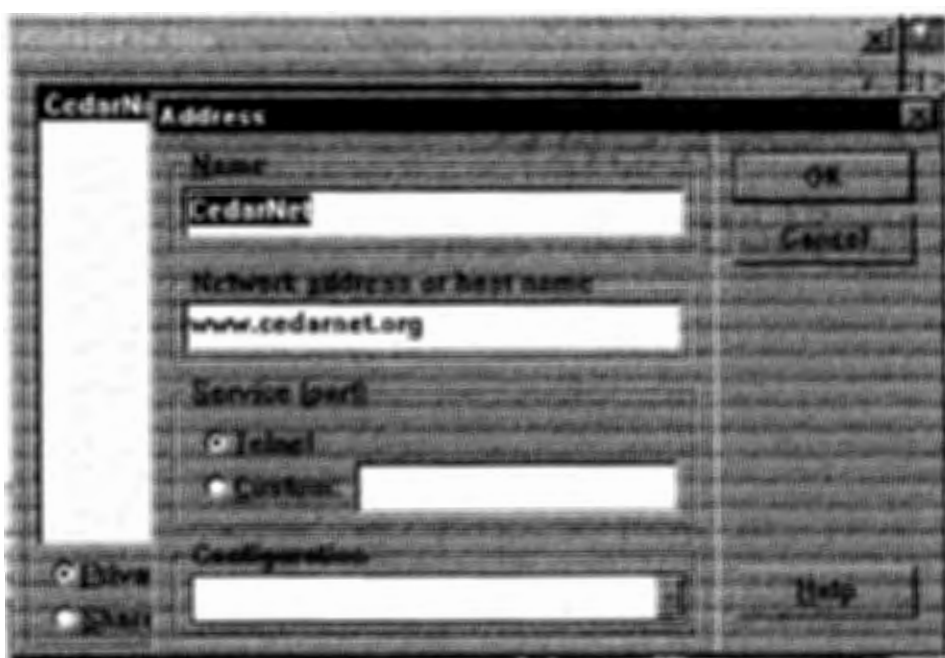 CedarNe
Address
Name
CedarNet
OK
Cancel
Network address or host name
www.cedarnet.org
Service (port)
Telnet
Custom:
Configuration
Help